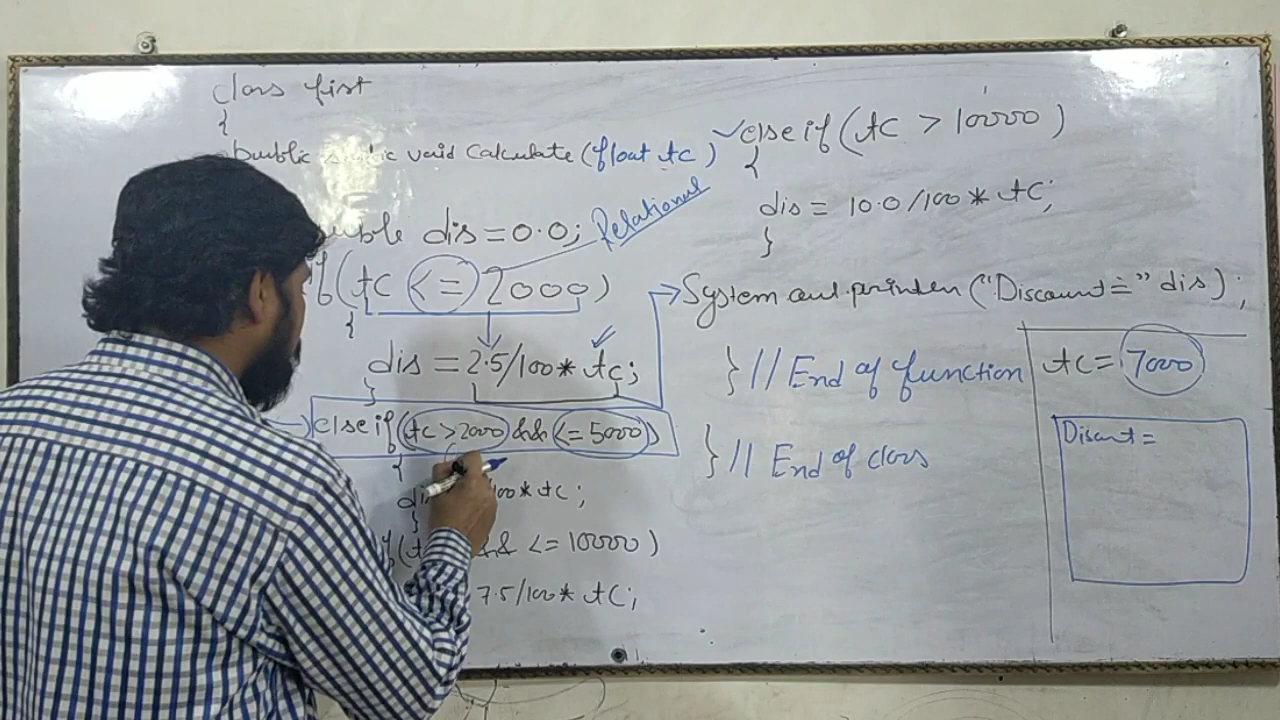 class first
{
public static void Calculate(float tc)
dis=0.0;
Relational
if(tc <= 2000)
{
dis = 2.5/100* tc;
}
else if(tc>2000 && <= 5000)
{
100* tc;
}
&& <= 10000)
7.5/100* tc;
else if(tc > 10000)
{
dis = 10.0/100* tc;
}
System out println ("Discount=" dis);
} // End of function
} // End of class
tc= 7000
Discunt=